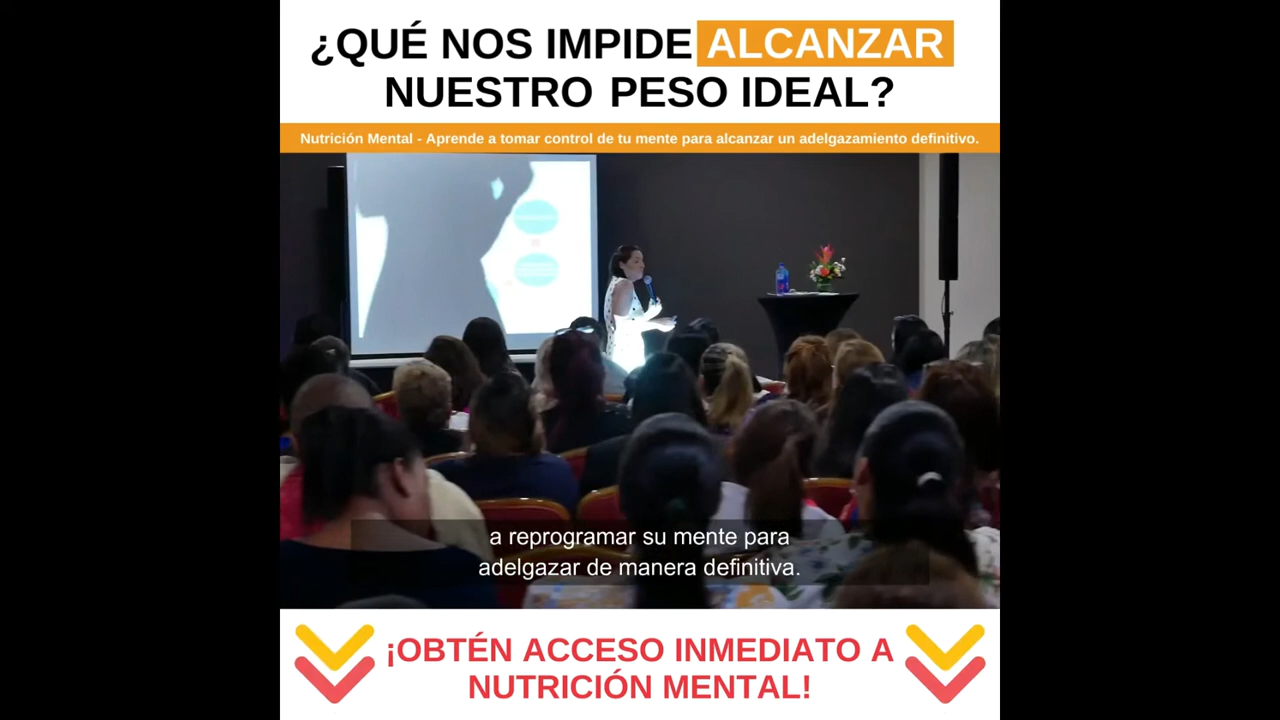 ¿QUÉ NOS IMPIDE ALCANZAR
NUESTRO PESO IDEAL?
Nutrición Mental - Aprende a tomar control de tu mente para alcanzar un adelgazamiento definitivo.
a reprogramar su mente para
adelgazar de manera definitiva.
¡OBTÉN ACCESO INMEDIATO A
NUTRICIÓN MENTAL!